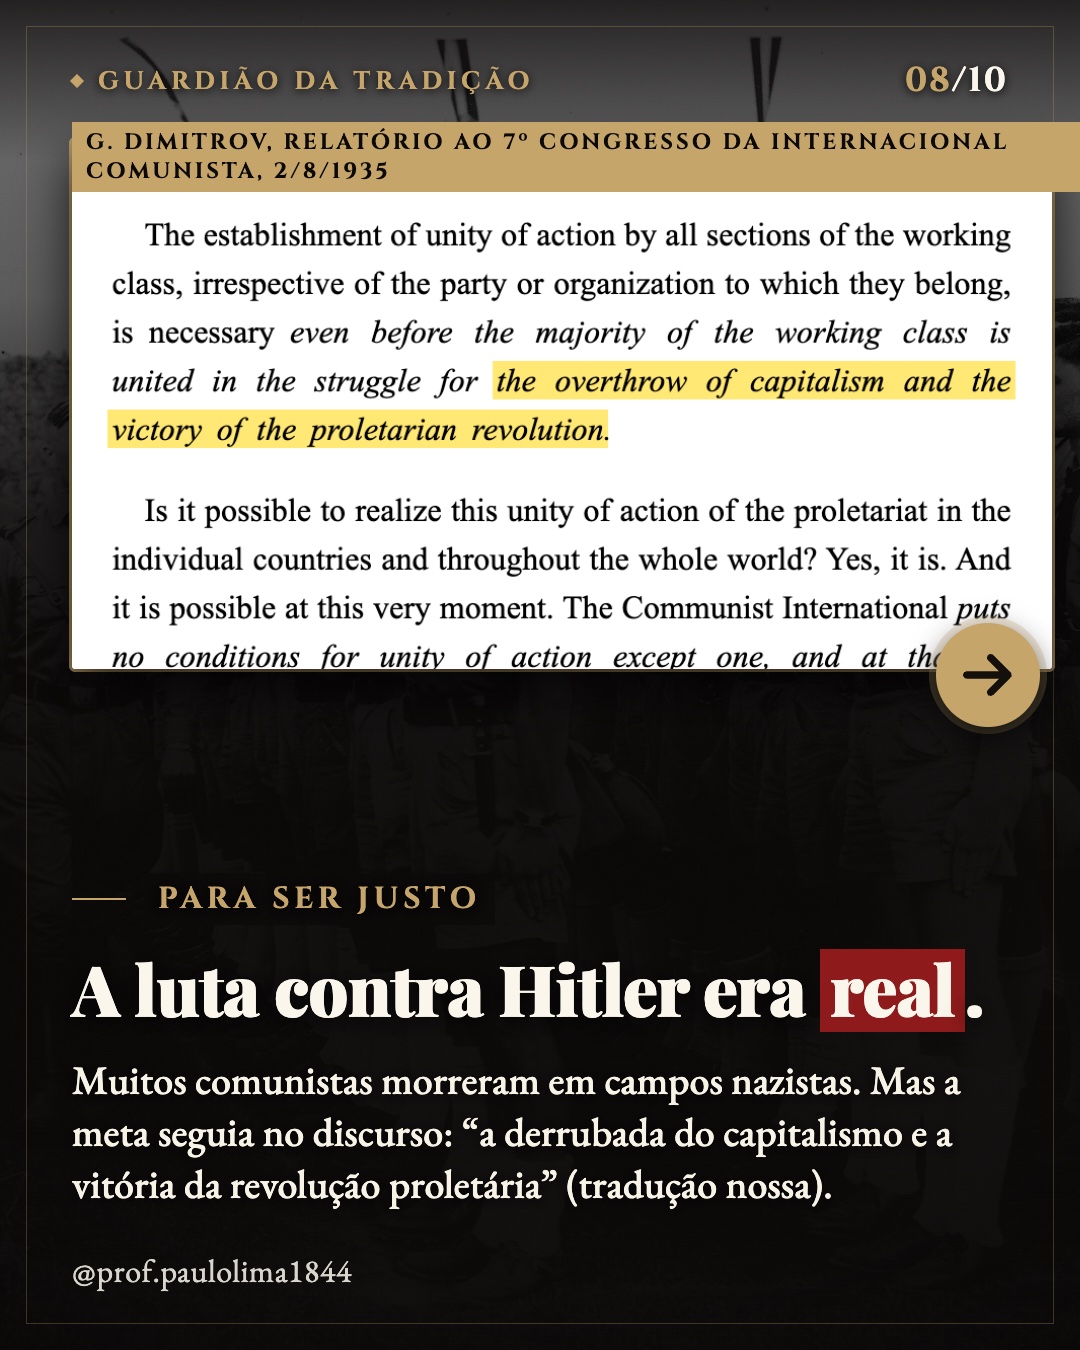 GUARDIÃO DA TRADIÇÃO
08/10
G. DIMITROV, RELATÓRIO AO 7º CONGRESSO DA INTERNACIONAL
COMUNISTA, 2/8/1935
The establishment of unity of action by all sections of the working
class, irrespective of the party or organization to which they belong,
is necessary even before the majority of the working class is
united in the struggle for the overthrow of capitalism and the
victory of the proletarian revolution.
Is it possible to realize this unity of action of the proletariat in the
individual countries and throughout the whole world? Yes, it is. And
it is possible at this very moment. The Communist International puts
no conditions for unity of action except one, and at
PARA SER JUSTO
A luta contra Hitler era real.
Muitos comunistas morreram em campos nazistas. Mas a
meta seguia no discurso: “a derrubada do capitalismo e a
vitória da revolução proletária” (tradução nossa).
@prof.paulolima1844